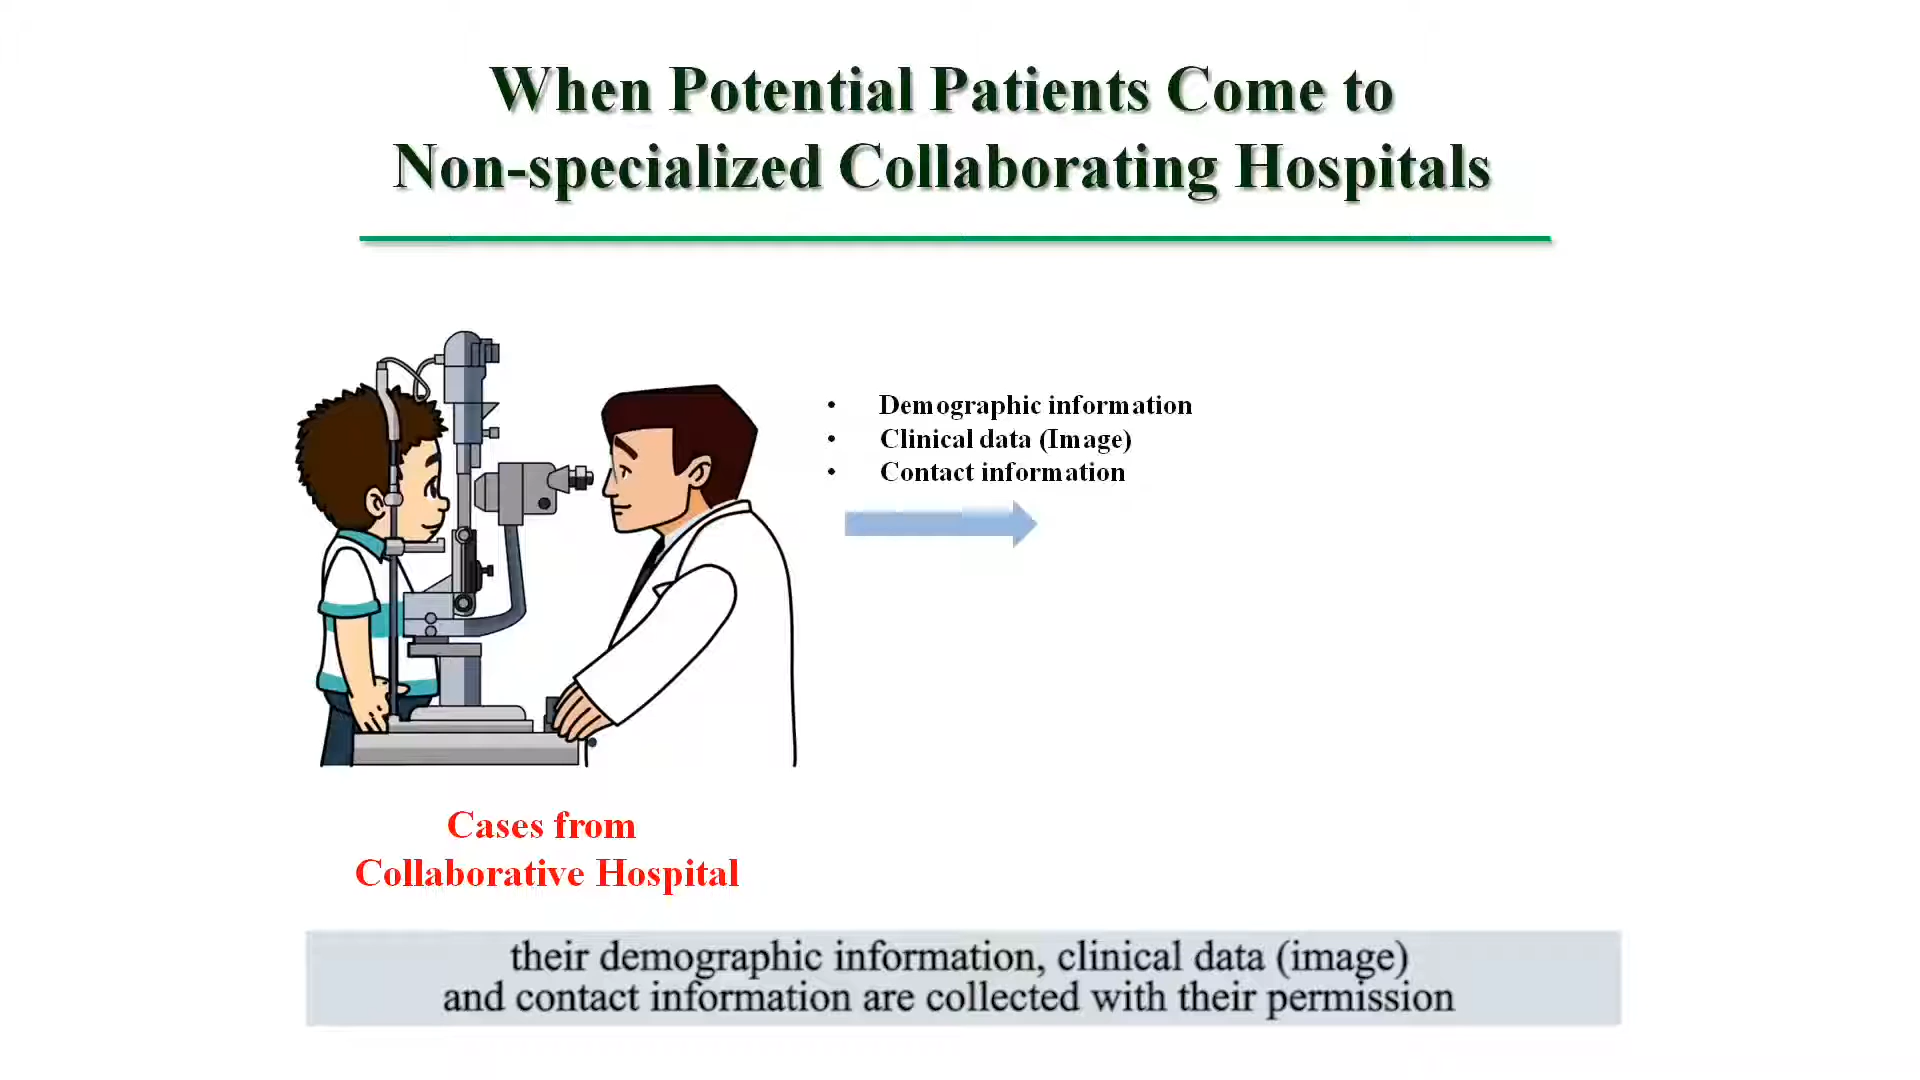 When Potential Patients Come to
Non-specialized Collaborating Hospitals
• Demographic information
• Clinical data (Image)
• Contact information
Cases from
Collaborative Hospital
their demographic information, clinical data (image)
and contact information are collected with their permission